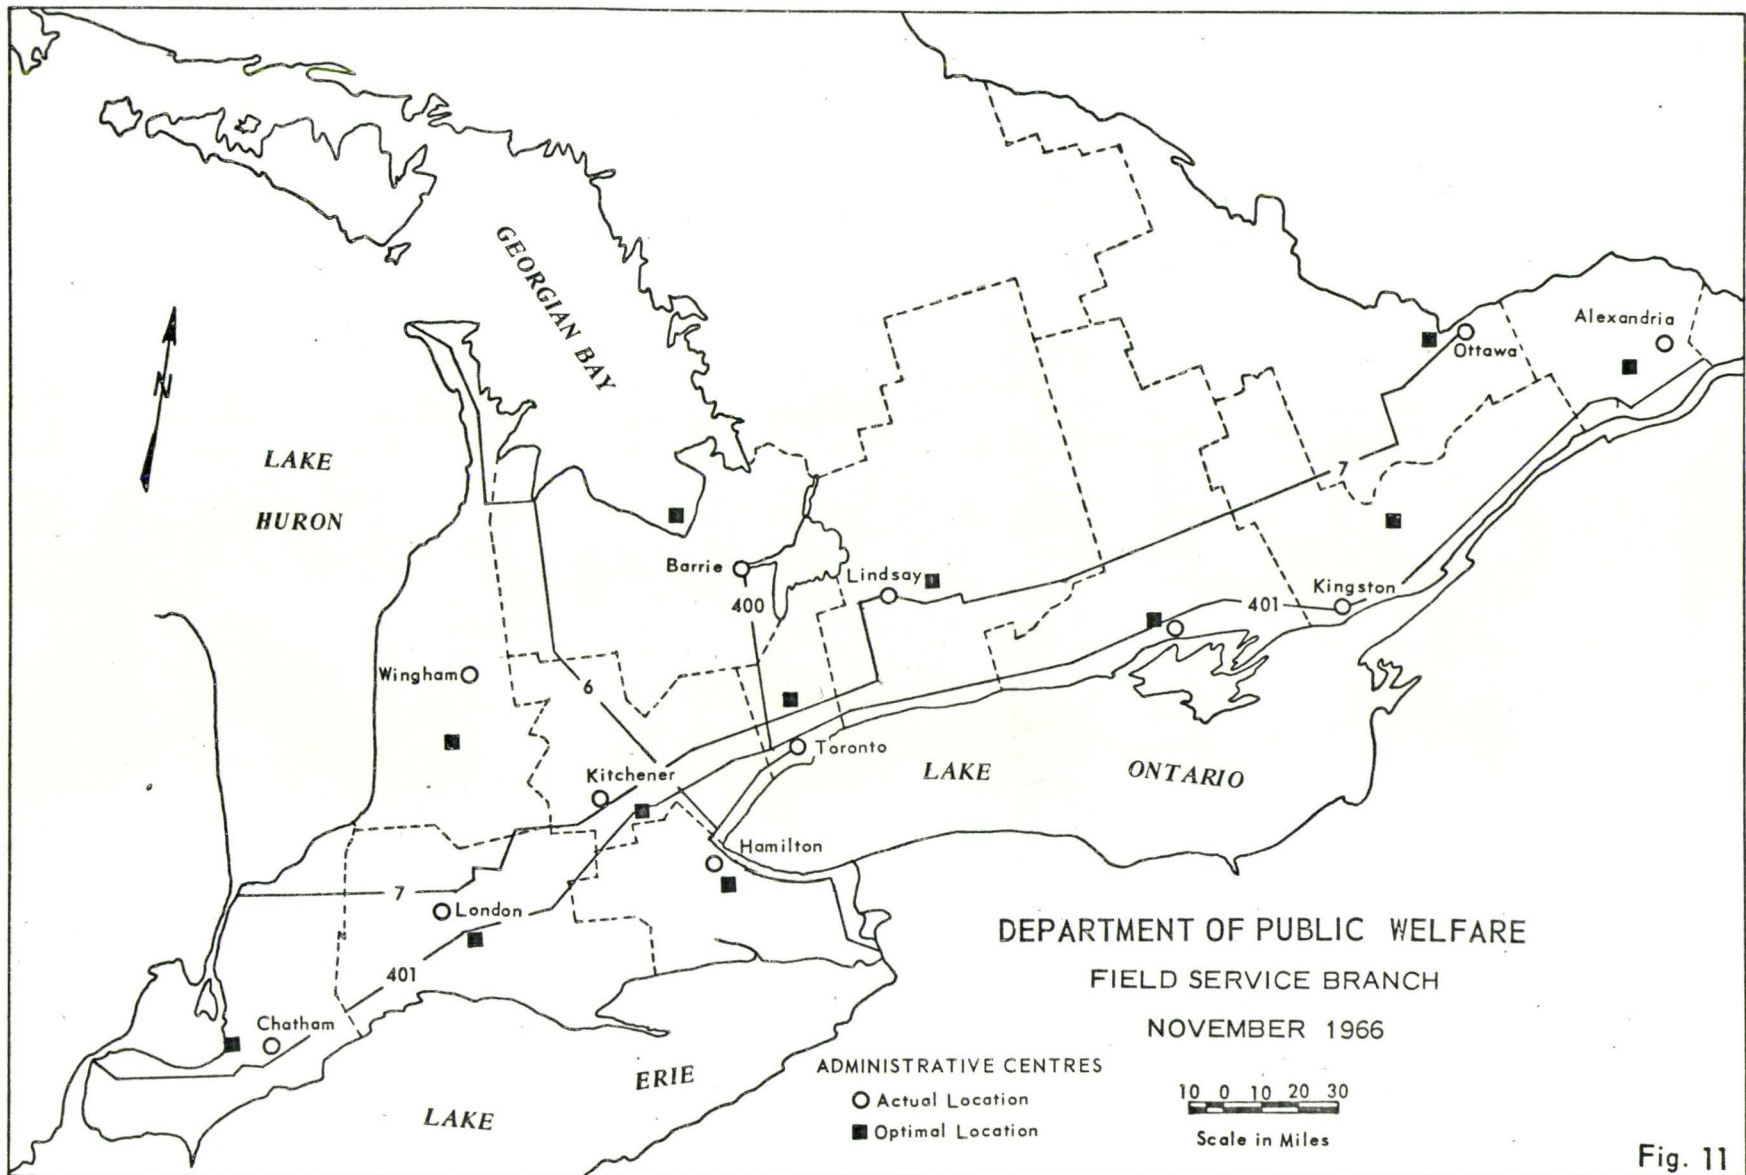 GEORGIAN BAY
N
LAKE
HURON
Alexandria
Ottawa
7
Barrie
400
Lindsay
Kingston
401
Wingham
6
Toronto
Kitchener
LAKE
ONTARIO
Hamilton
7
London
401
Chatham
LAKE
ERIE
DEPARTMENT OF PUBLIC WELFARE
FIELD SERVICE BRANCH
NOVEMBER 1966
ADMINISTRATIVE CENTRES
Actual Location
Optimal Location
10 0 10 20 30
Scale in Miles
Fig. 11